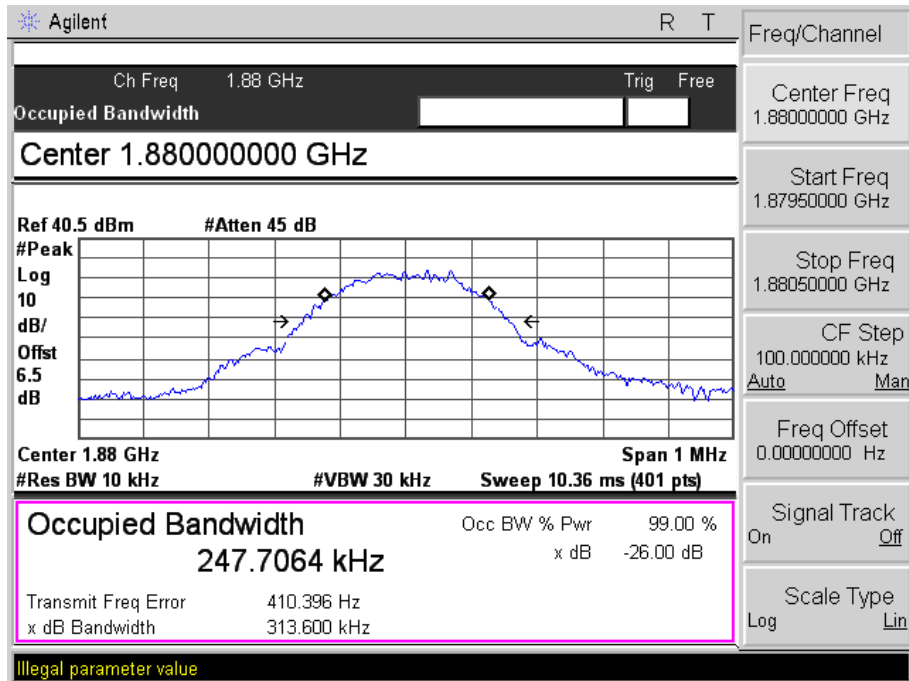 Agilent R T
Ch Freq 1.88 GHz Trig Free
Occupied Bandwidth
Center 1.880000000 GHz
Ref 40.5 dBm #Atten 45 dB
#Peak
Log
10
dB/
Offst
6.5
dB
Center 1.88 GHz Span 1 MHz
#Res BW 10 kHz #VBW 30 kHz Sweep 10.36 ms (401 pts)
Occupied Bandwidth Occ BW % Pwr 99.00 %
247.7064 kHz x dB -26.00 dB
Transmit Freq Error 410.396 Hz
x dB Bandwidth 313.600 kHz
Illegal parameter value
Freq/Channel
Center Freq
1.88000000 GHz
Start Freq
1.87950000 GHz
Stop Freq
1.88050000 GHz
CF Step
100.000000 kHz
Auto Man
Freq Offset
0.00000000 Hz
Signal Track
On Off
Scale Type
Log Lin